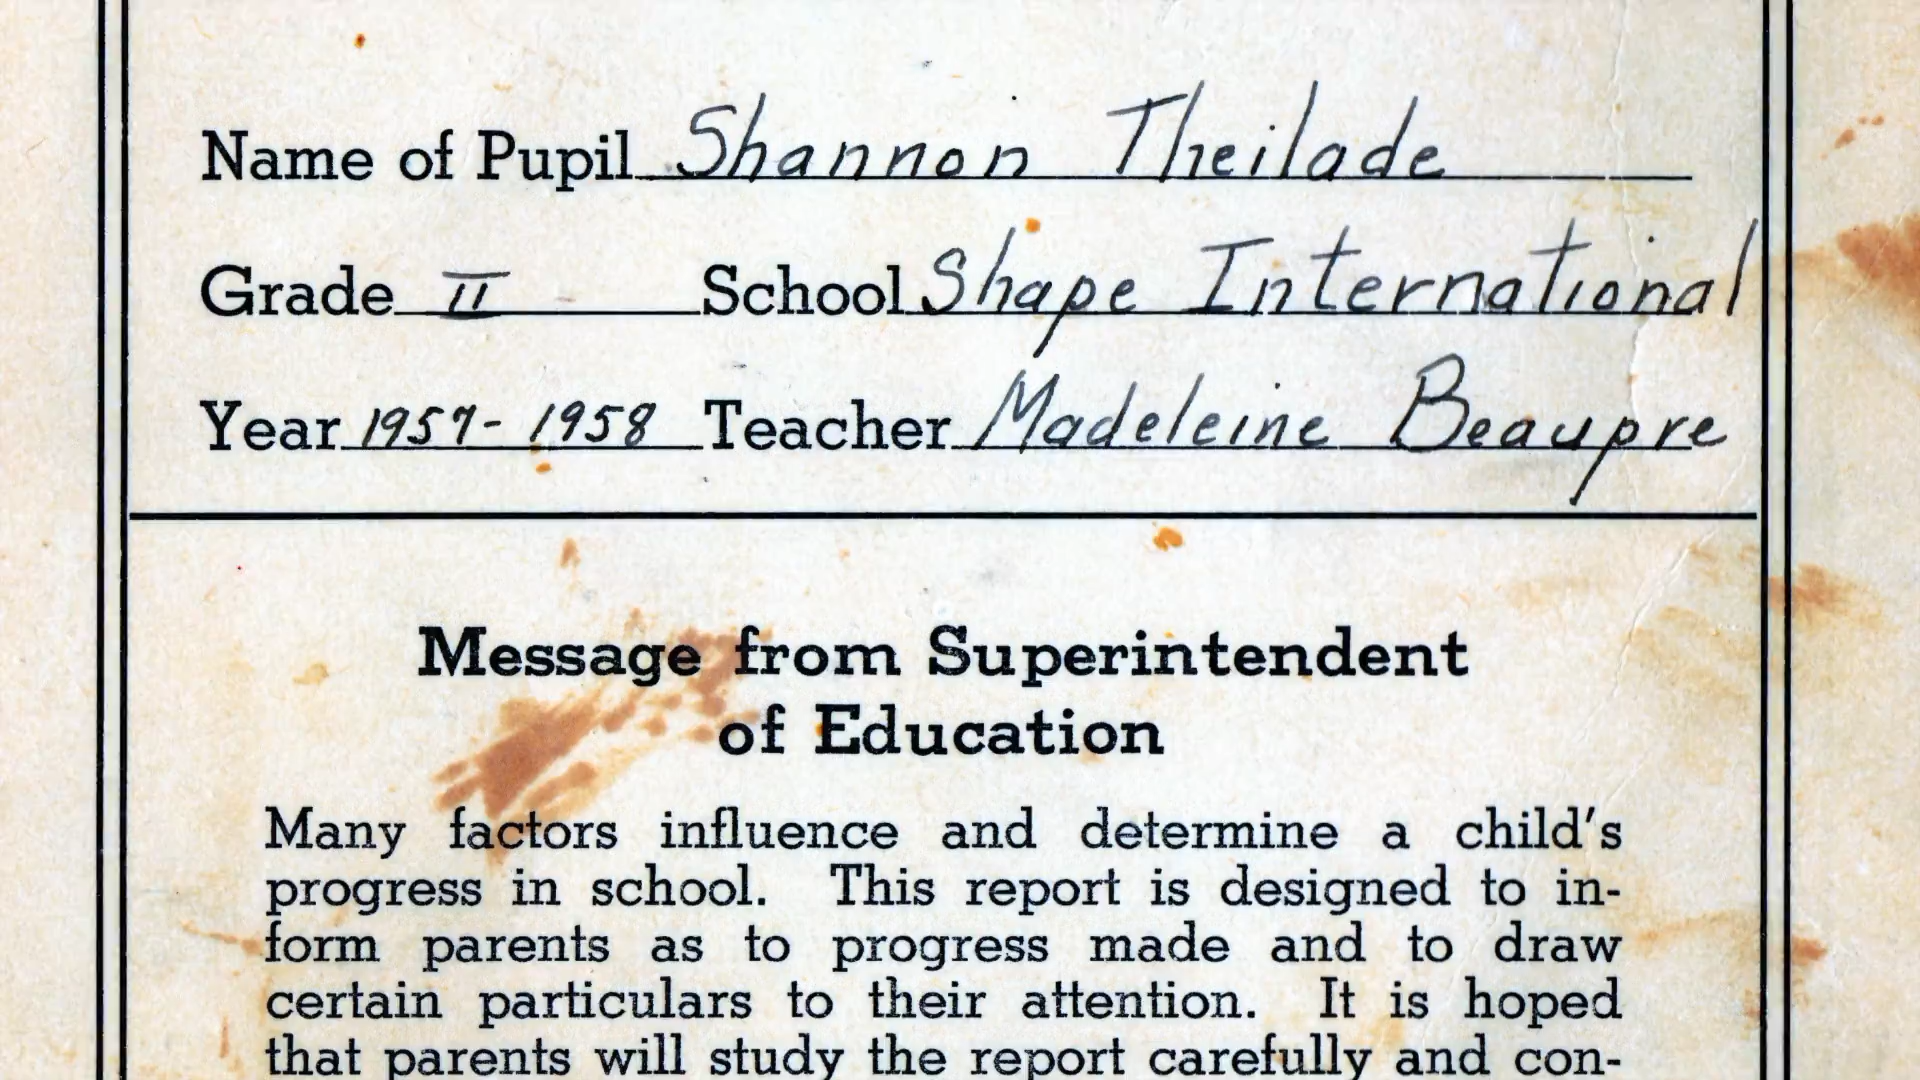 Name of Pupil Shannon Theilade
Grade II School Shape International
Year 1957-1958 Teacher Madeleine Beaupre
Message from Superintendent
of Education
Many factors influence and determine a child's
progress in school. This report is designed to in-
form parents as to progress made and to draw
certain particulars to their attention. It is hoped
that parents will study the report carefully and con-